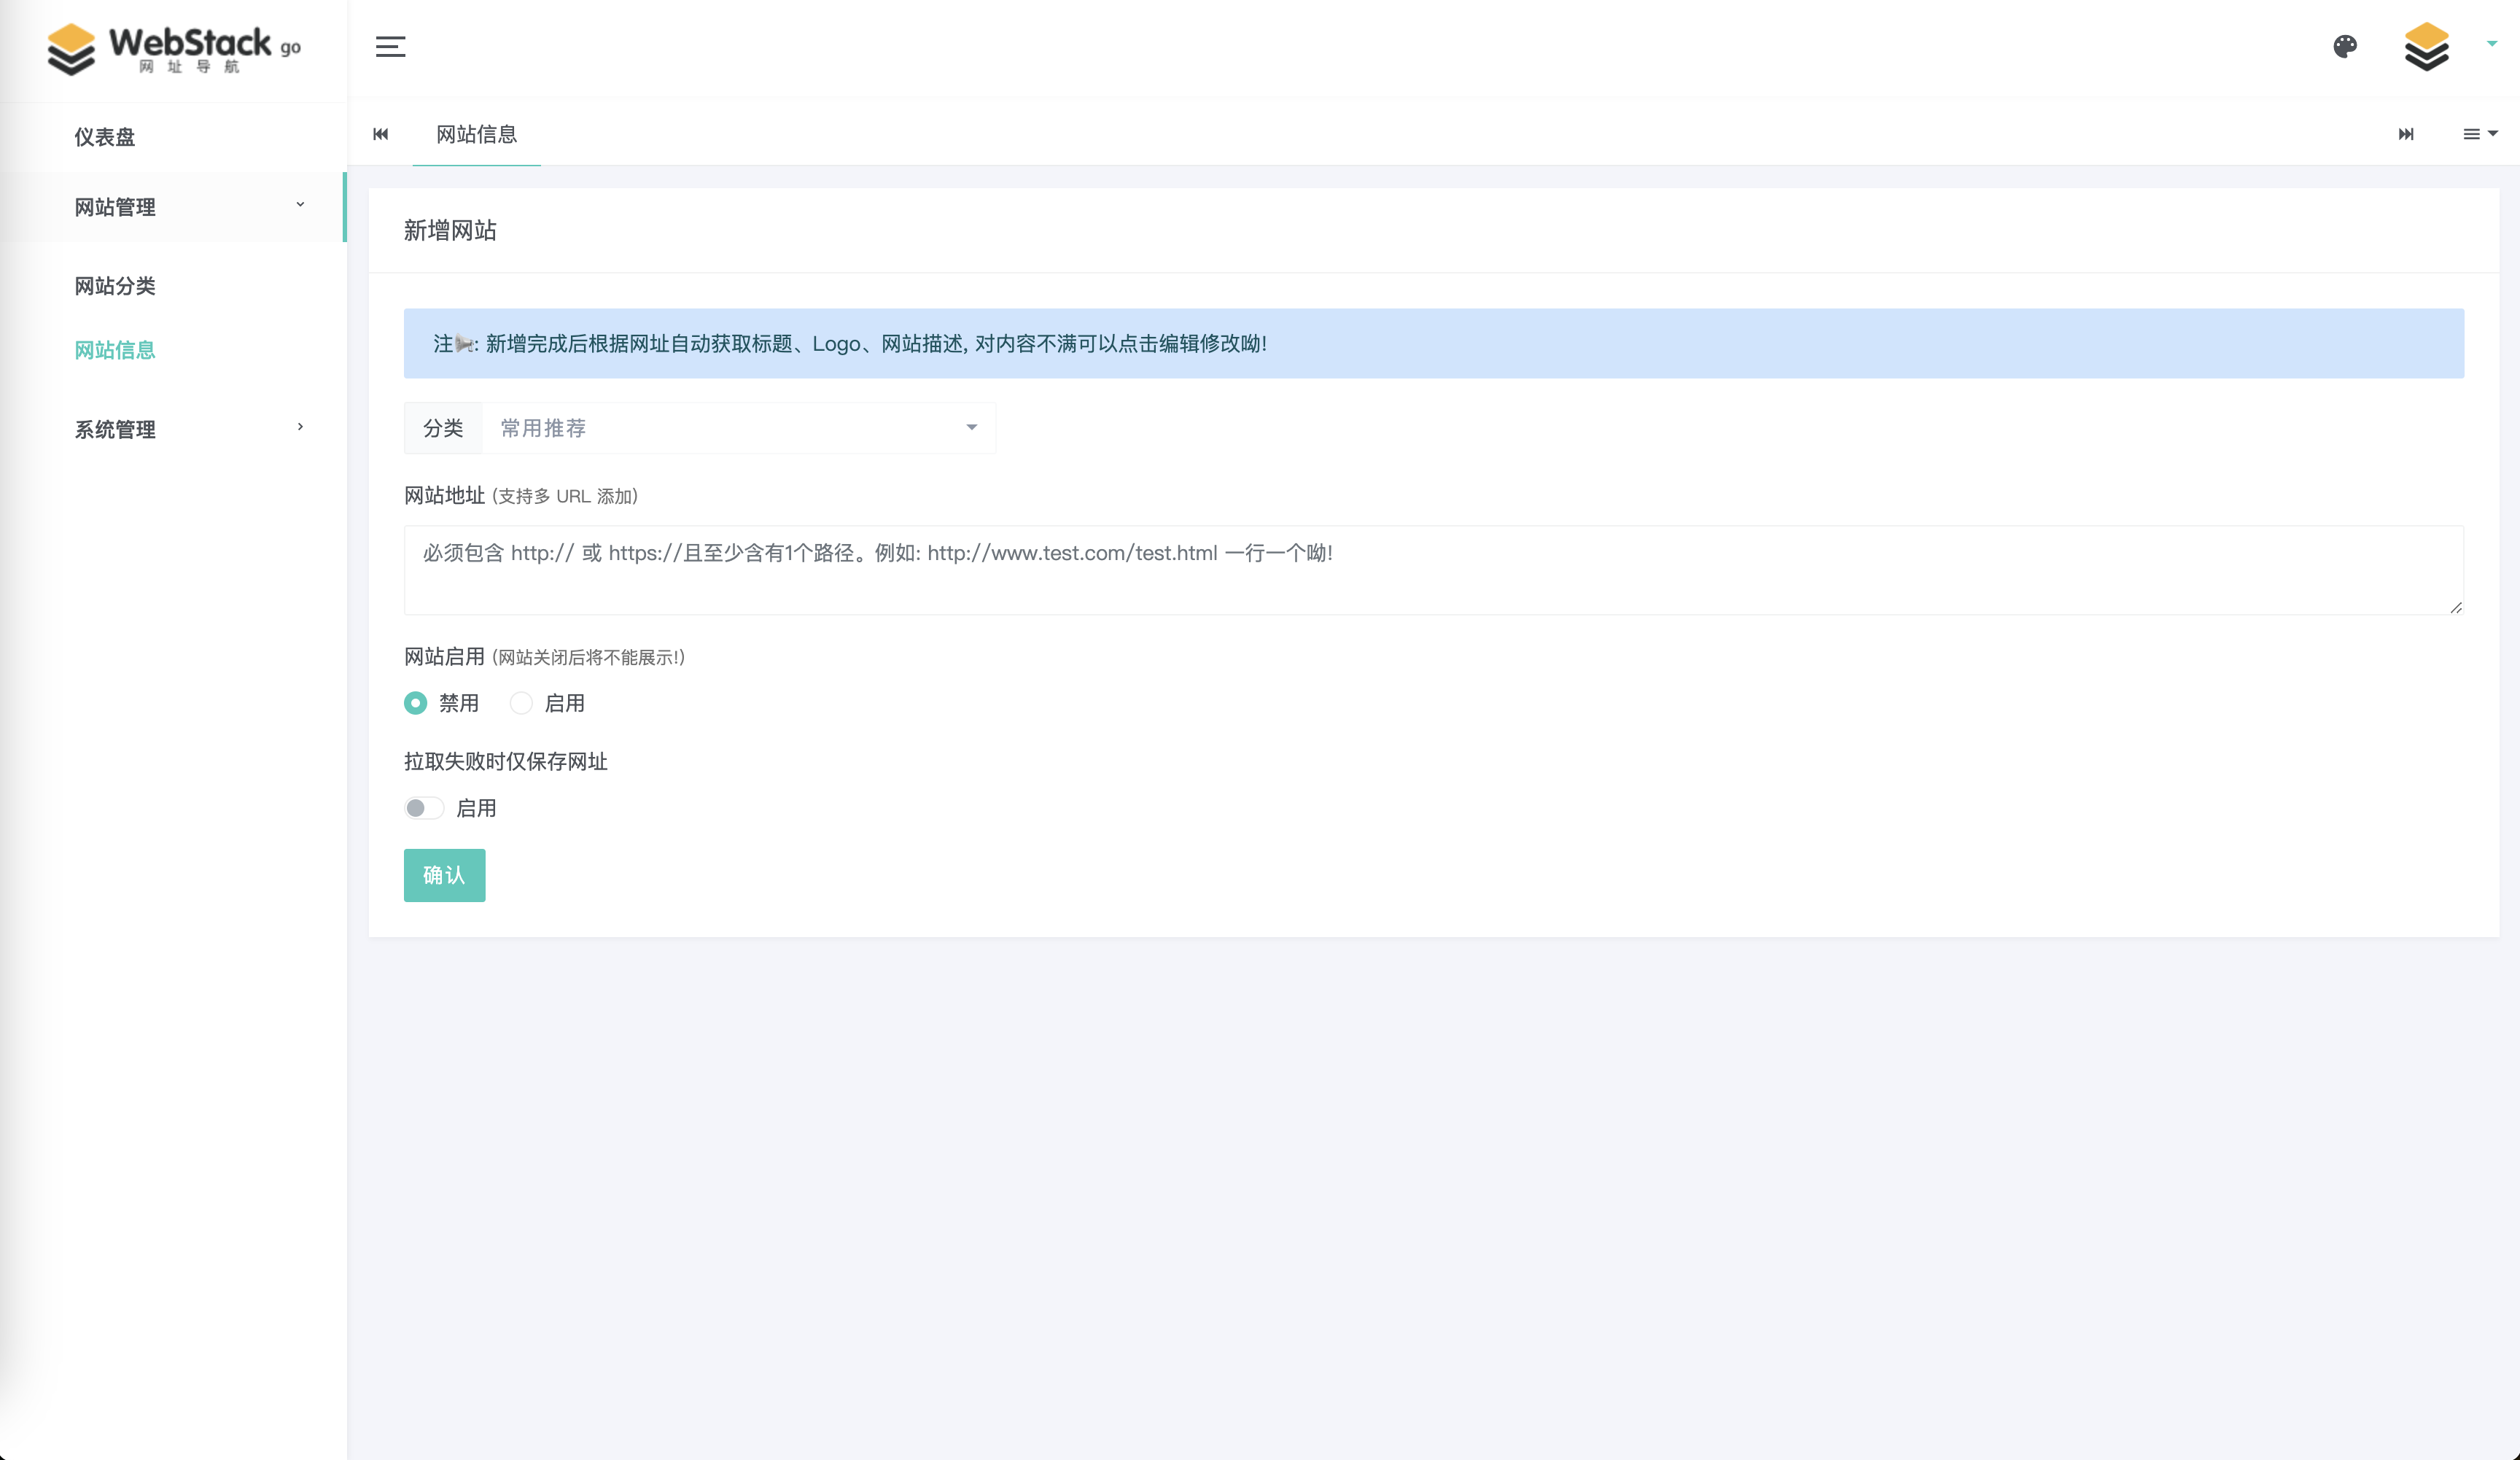 WebStack go
网址导航
仪表盘
网站管理
网站分类
网站信息
系统管理
网站信息
新增网站
注📢: 新增完成后根据网址自动获取标题、Logo、网站描述, 对内容不满可以点击编辑修改呦!
分类 常用推荐
网站地址 (支持多 URL 添加)
必须包含 http:// 或 https://且至少含有1个路径。例如: http://www.test.com/test.html 一行一个呦!
网站启用 (网站关闭后将不能展示!)
禁用 启用
拉取失败时仅保存网址
启用
确认